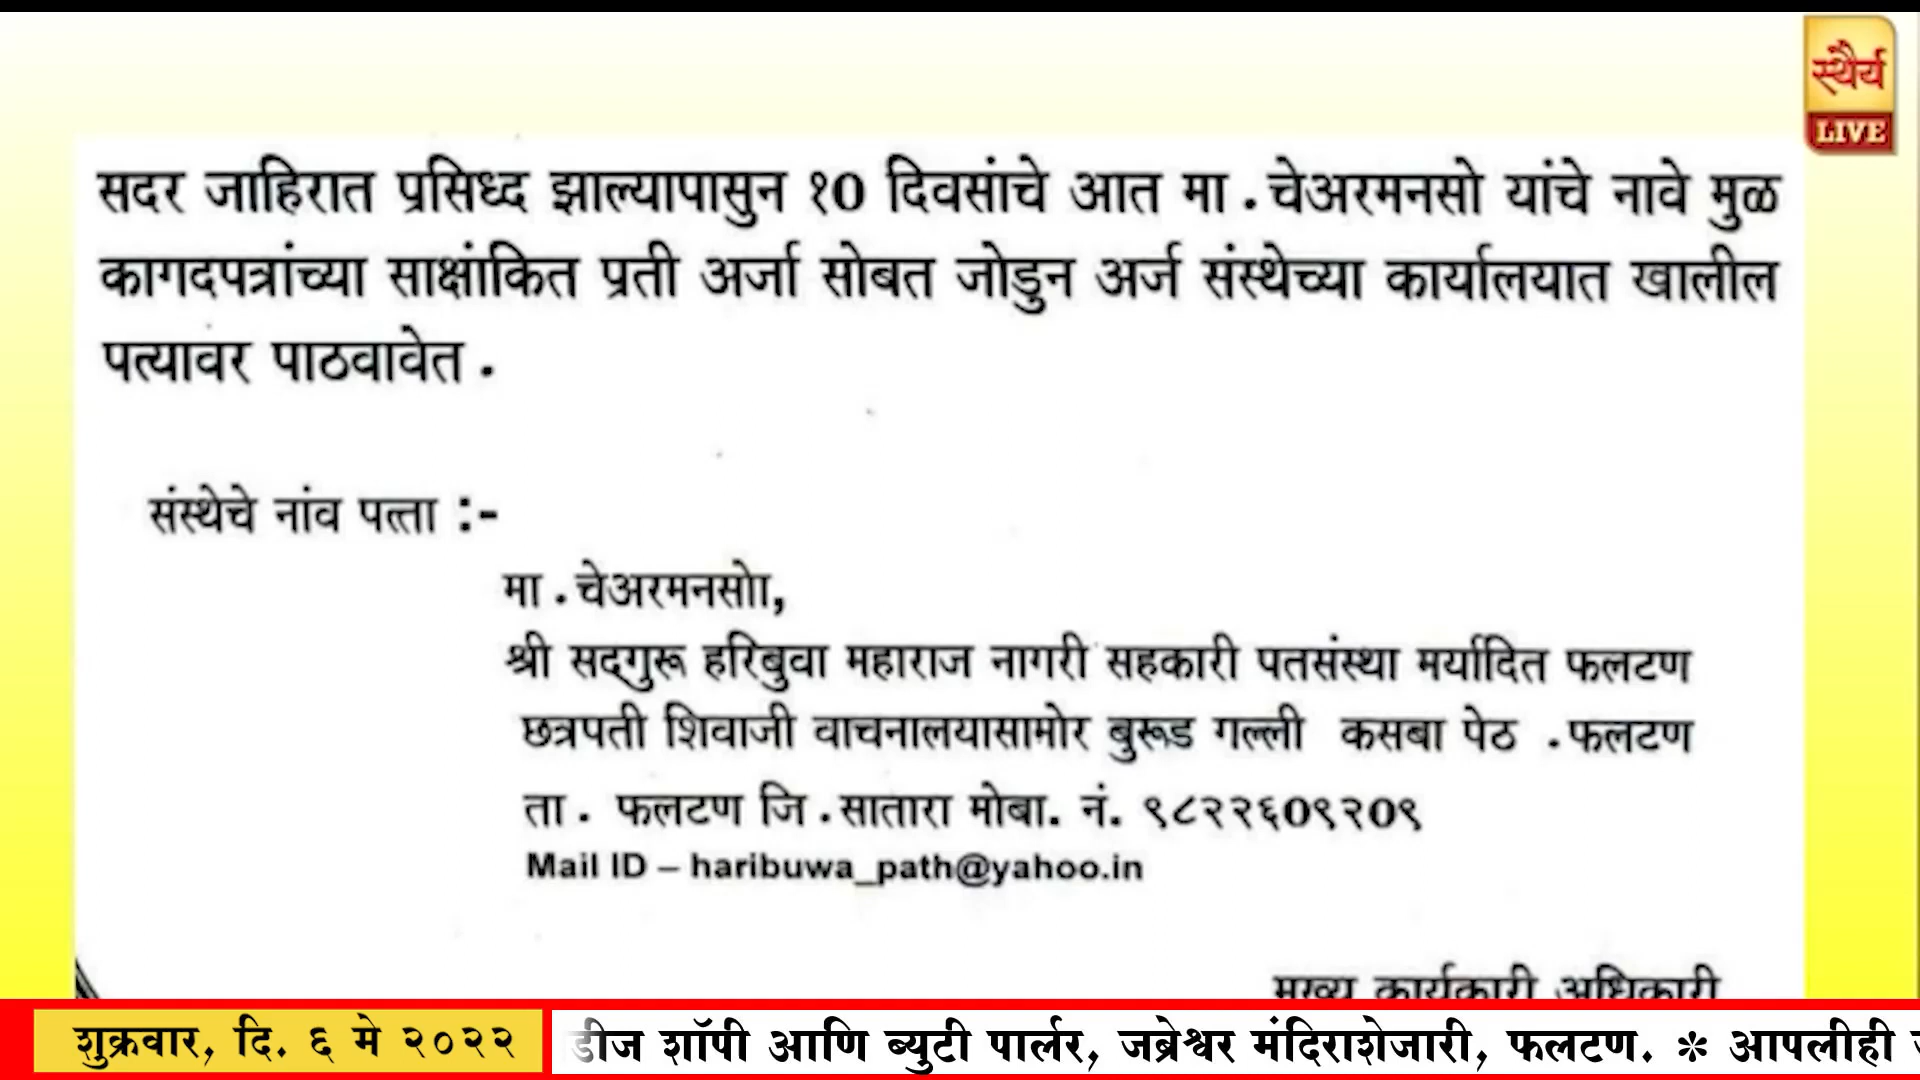 स्थैर्य
LIVE
सदर जाहिरात प्रसिध्द झाल्यापासुन १० दिवसांचे आत मा . चेअरमनसो यांचे नावे मुळ
कागदपत्रांच्या साक्षांकित प्रती अर्जा सोबत जोडुन अर्ज संस्थेच्या कार्यालयात खालील
पत्यावर पाठवावेत .
संस्थेचे नांव पत्ता :-
मा . चेअरमनसो,
श्री सद्गुरू हरिबुवा महाराज नागरी सहकारी पतसंस्था मर्यादित फलटण
छत्रपती शिवाजी वाचनालयासामोर बुरूड गल्ली कसबा पेठ . फलटण
ता . फलटण जि . सातारा मोबा. नं. ९८२२६०९२०९
Mail ID – haribuwa_path@yahoo.in
मुख्य कार्यकारी अधिकारी
शुक्रवार, दि. ६ मे २०२२
डीज शॉपी आणि ब्युटी पार्लर, जब्रेश्वर मंदिराशेजारी, फलटण. * आपलीही